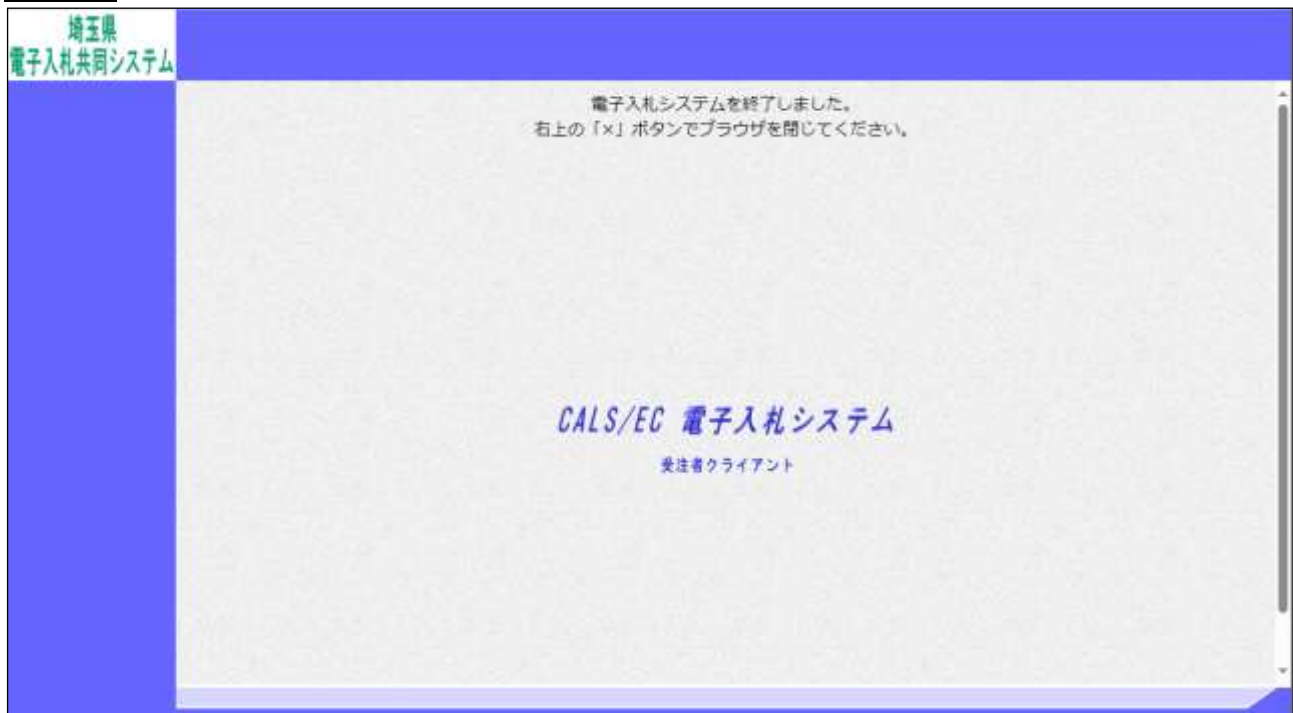 埼玉県
電子入札共同システム
電子入札システムを終了しました。
右上の「×」ボタンでブラウザを閉じてください。
CALS/EC 電子入札システム
受注者クライアント